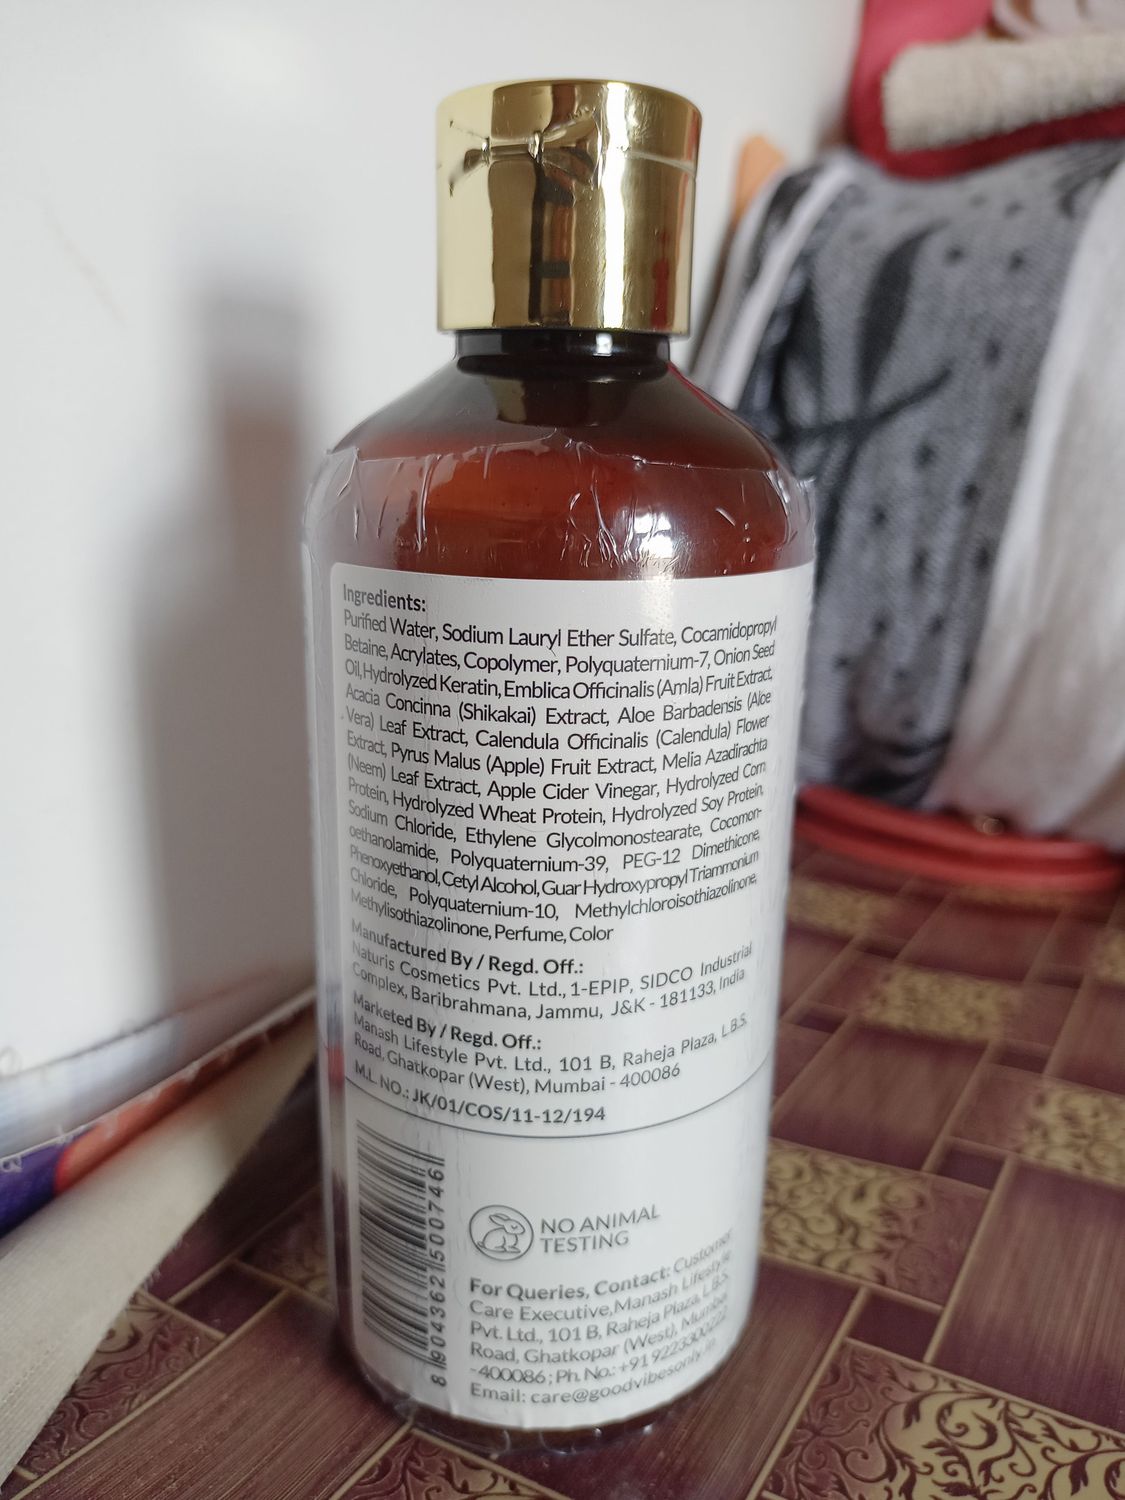 Ingredients:
Purified Water, Sodium Lauryl Ether Sulfate, Cocamidopropyl
Betaine, Acrylates, Copolymer, Polyquaternium-7, Onion Seed
Oil, Hydrolyzed Keratin, Emblica Officinalis (Amla) Fruit Extract,
Acacia Concinna (Shikakai) Extract, Aloe Barbadensis (Aloe
Vera) Leaf Extract, Calendula Officinalis (Calendula) Flower
Extract, Pyrus Malus (Apple) Fruit Extract, Melia Azadirachta
(Neem) Leaf Extract, Apple Cider Vinegar, Hydrolyzed Corn
Protein, Hydrolyzed Wheat Protein, Hydrolyzed Soy Protein,
Sodium Chloride, Ethylene Glycolmonostearate, Cocomon-
oethanolamide, Polyquaternium-39, PEG-12 Dimethicone,
Phenoxyethanol, Cetyl Alcohol, Guar Hydroxypropyl Triammonium
Chloride, Polyquaternium-10, Methylchloroisothiazolinone,
Methylisothiazolinone, Perfume, Color
Manufactured By / Regd. Off.:
Naturis Cosmetics Pvt. Ltd., 1-EPIP, SIDCO Industrial
Complex, Baribrahmana, Jammu, J&K - 181133, India
Marketed By / Regd. Off.:
Manash Lifestyle Pvt. Ltd., 101 B, Raheja Plaza, L.B.S.
Road, Ghatkopar (West), Mumbai - 400086
M.L. NO.: JK/01/COS/11-12/194
8 904362 500746
NO ANIMAL
TESTING
For Queries, Contact: Customer
Care Executive, Manash Lifestyle
Pvt. Ltd., 101 B, Raheja Plaza, L.B.S.
Road, Ghatkopar (West), Mumbai
-400086 ; Ph. No.: +91 9223300222
Email: care@goodvibesonly.in